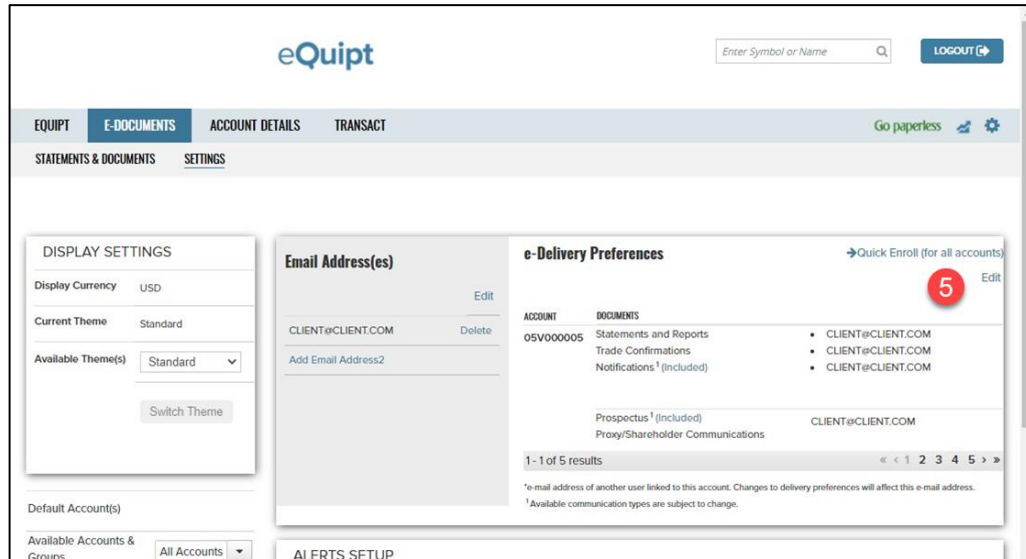 eQuipt
Enter Symbol or Name
LOGOUT
EQUIPT E-DOCUMENTS ACCOUNT DETAILS TRANSACT
Go paperless
STATEMENTS & DOCUMENTS SETTINGS
DISPLAY SETTINGS
Display Currency USD
Current Theme Standard
Available Theme(s) Standard
Switch Theme
Default Account(s)
Available Accounts &
Groups All Accounts
Email Address(es)
Edit
CLIENT@CLIENT.COM Delete
Add Email Address2
e-Delivery Preferences
→Quick Enroll (for all accounts)
5 Edit
ACCOUNT DOCUMENTS
05V000005 Statements and Reports • CLIENT@CLIENT.COM
Trade Confirmations • CLIENT@CLIENT.COM
Notifications¹ (Included) • CLIENT@CLIENT.COM
Prospectus¹ (Included) CLIENT@CLIENT.COM
Proxy/Shareholder Communications
1 - 1 of 5 results « < 1 2 3 4 5 > »
*e-mail address of another user linked to this account. Changes to delivery preferences will affect this e-mail address.
¹Available communication types are subject to change.
ALERTS SETUP